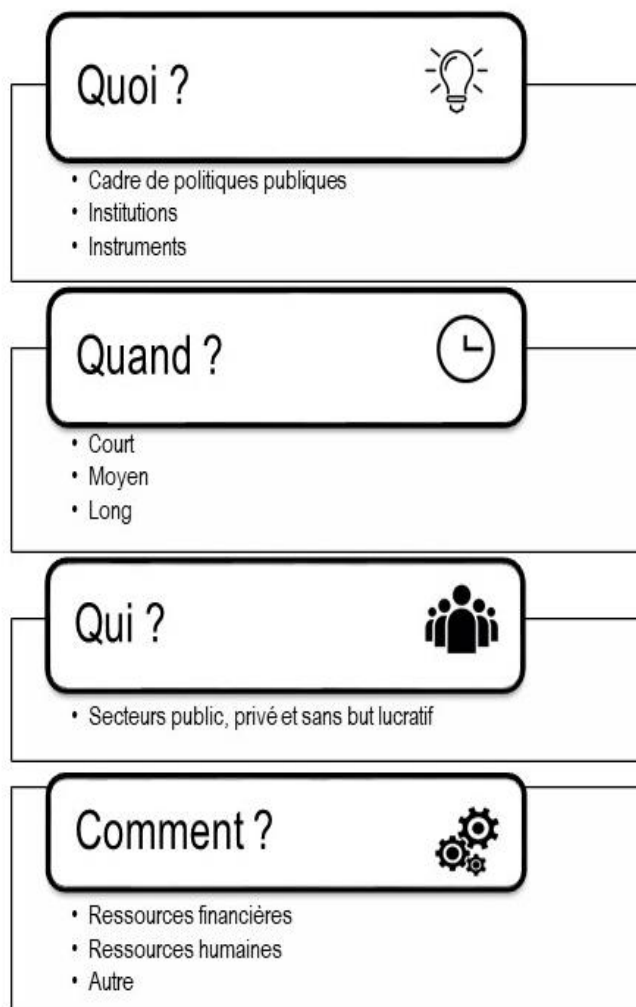 Quoi ?
• Cadre de politiques publiques
• Institutions
• Instruments
Quand ?
• Court
• Moyen
• Long
Qui ?
• Secteurs public, privé et sans but lucratif
Comment ?
• Ressources financières
• Ressources humaines
• Autre